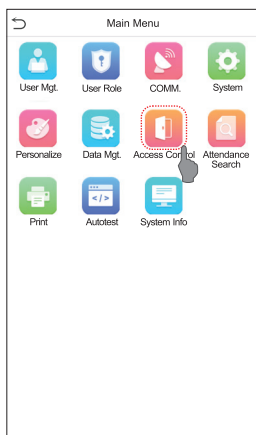 Main Menu
User Mgt. User Role COMM. System
Personalize Data Mgt. Access Control Attendance
Search
</>
Print Autotest System Info